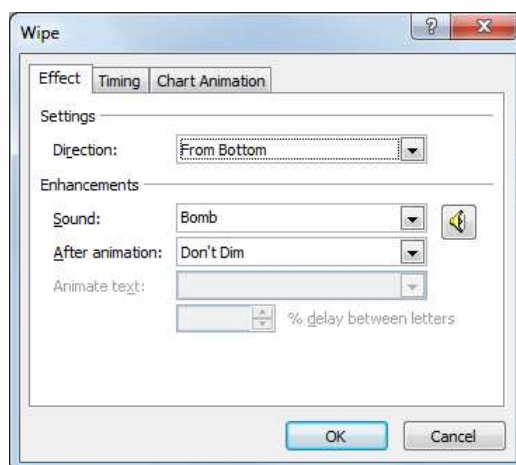 Wipe
Effect Timing Chart Animation
Settings
Direction: From Bottom
Enhancements
Sound: Bomb
After animation: Don't Dim
Animate text:
% delay between letters
OK Cancel